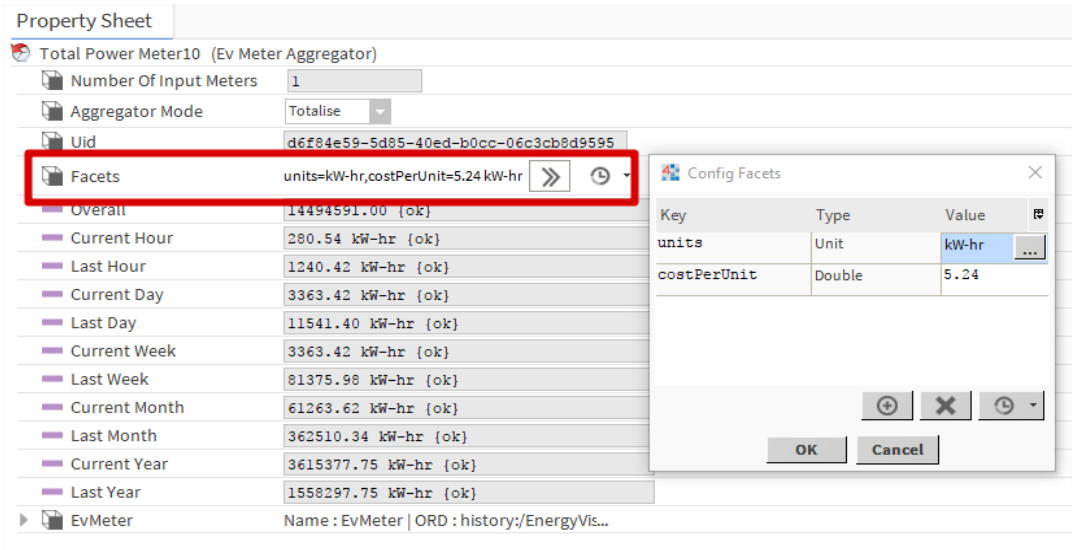 Property Sheet
Total Power Meter10 (Ev Meter Aggregator)
Number Of Input Meters 1
Aggregator Mode Totalise
Uid d6f84e59-5d85-40ed-b0cc-06c3cb8d9595
Facets units=kW-hr,costPerUnit=5.24 kW-hr
Overall 14494591.00 {ok}
Current Hour 280.54 kW-hr {ok}
Last Hour 1240.42 kW-hr {ok}
Current Day 3363.42 kW-hr {ok}
Last Day 11541.40 kW-hr {ok}
Current Week 3363.42 kW-hr {ok}
Last Week 81375.98 kW-hr {ok}
Current Month 61263.62 kW-hr {ok}
Last Month 362510.34 kW-hr {ok}
Current Year 3615377.75 kW-hr {ok}
Last Year 1558297.75 kW-hr {ok}
EvMeter Name : EvMeter | ORD : history:/EnergyVis...
Config Facets
Key Type Value
units Unit kW-hr ...
costPerUnit Double 5.24
OK Cancel